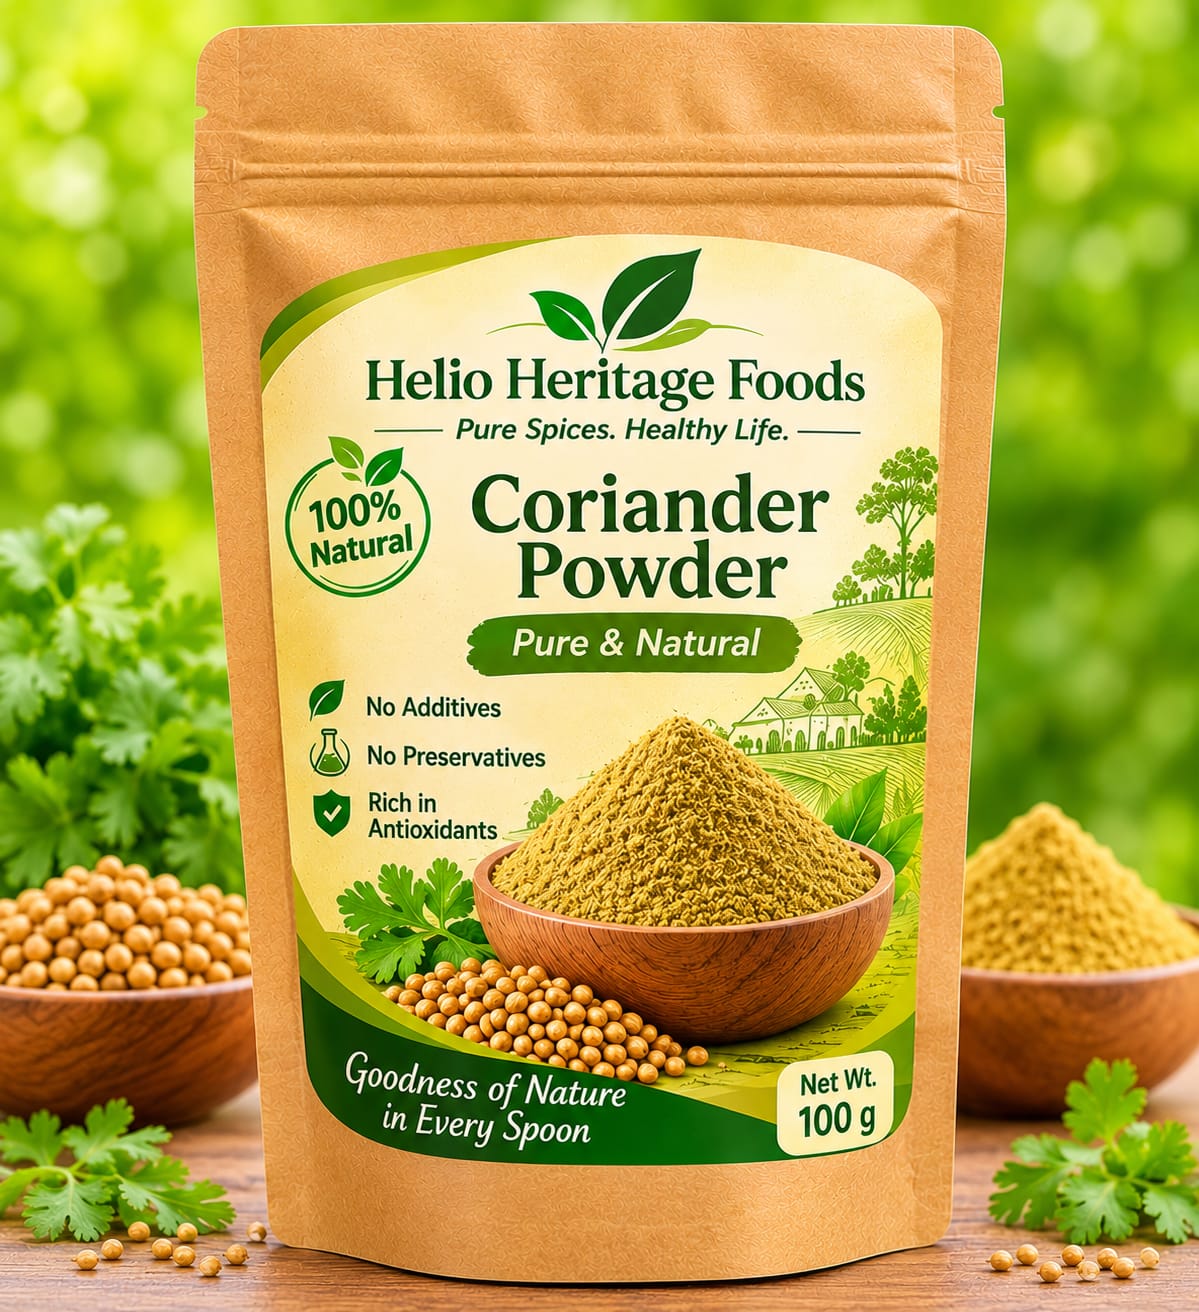 Helio Heritage Foods
Pure Spices. Healthy Life.
100%
Natural
Coriander
Powder
Pure & Natural
No Additives
No Preservatives
Rich in
Antioxidants
Goodness of Nature
in Every Spoon
Net Wt.
100 g